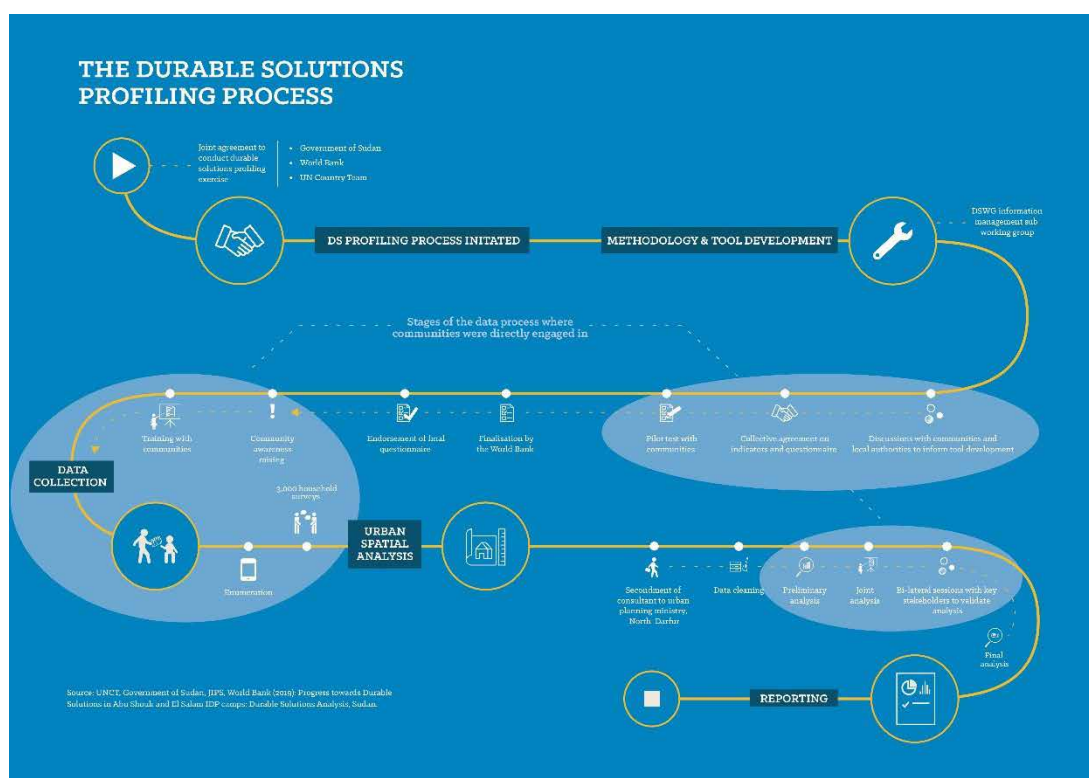 THE DURABLE SOLUTIONS
PROFILING PROCESS
Joint agreement to
conduct durable
solutions profiling
exercise
• Government of Sudan
• World Bank
• UN Country Team
DS PROFILING PROCESS INITATED
METHODOLOGY & TOOL DEVELOPMENT
DSWG information
management sub
working group
Stages of the data process where
communities were directly engaged in
Training with
communities
Community
awareness
raising
Endorsement of final
questionnaire
Finalisation by
the World Bank
Pilot test with
communities
Collective agreement on
indicators and questionnaire
Discussions with communities and
local authorities to inform tool development
DATA
COLLECTION
3,000 household
surveys
Enumeration
URBAN
SPATIAL
ANALYSIS
Secondment of
consultant to urban
planning ministry,
North Darfur
Data cleaning
Preliminary
analysis
Joint
analysis
Bi-lateral sessions with key
stakeholders to validate
analysis
Final
analysis
REPORTING
Source: UNCT, Government of Sudan, JIPS, World Bank (2019): Progress towards Durable
Solutions in Abu Shouk and El Salam IDP camps: Durable Solutions Analysis, Sudan.